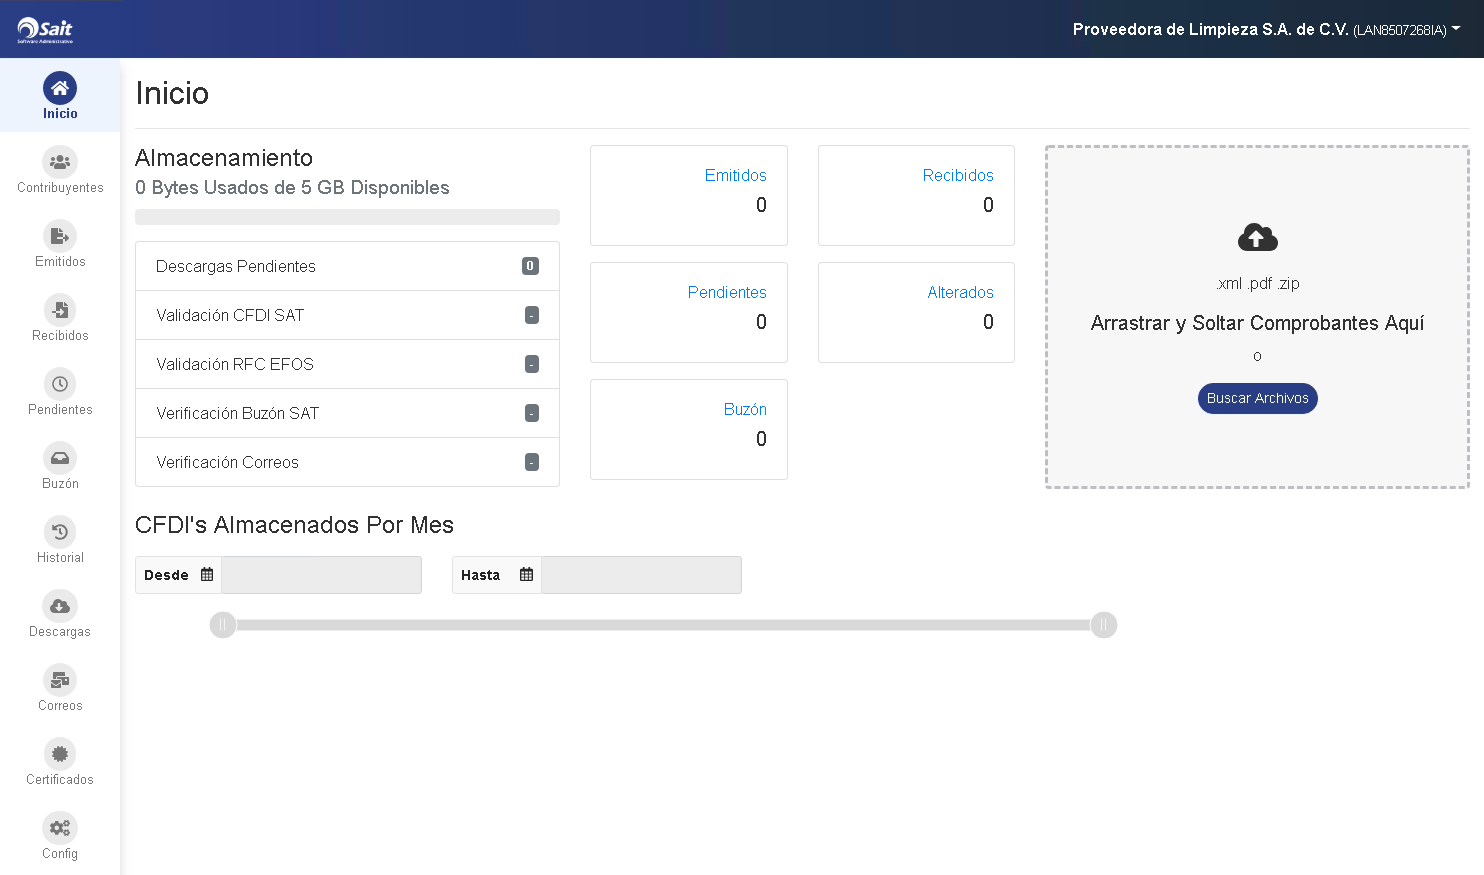 Sait
Software Administrativo
Proveedora de Limpieza S.A. de C.V. (LAN8507268IA)
Inicio
Contribuyentes
Emitidos
Recibidos
Pendientes
Buzón
Historial
Descargas
Correos
Certificados
Config
Inicio
Almacenamiento
0 Bytes Usados de 5 GB Disponibles
Descargas Pendientes 0
Validación CFDI SAT -
Validación RFC EFOS -
Verificación Buzón SAT -
Verificación Correos -
Emitidos
0
Recibidos
0
Pendientes
0
Alterados
0
Buzón
0
.xml .pdf .zip
Arrastrar y Soltar Comprobantes Aquí
o
Buscar Archivos
CFDI's Almacenados Por Mes
Desde
Hasta